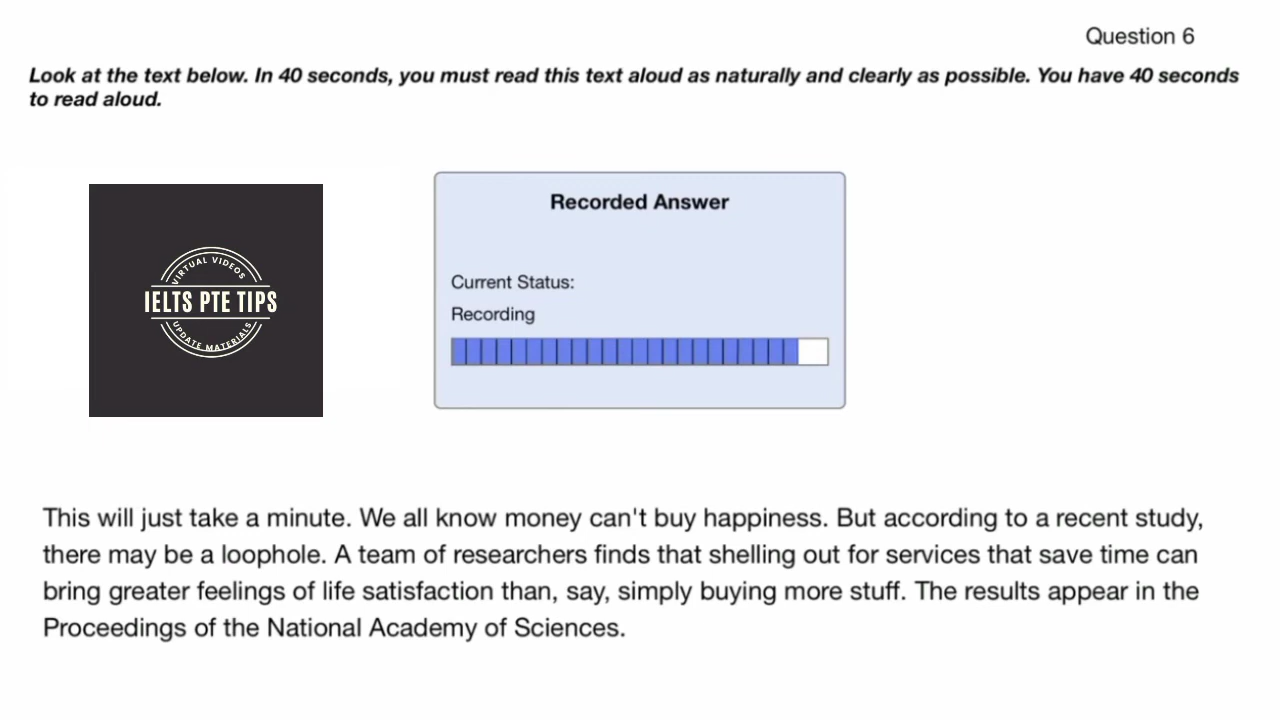 Question 6
Look at the text below. In 40 seconds, you must read this text aloud as naturally and clearly as possible. You have 40 seconds
to read aloud.
Recorded Answer
Current Status:
Recording
VIRTUAL VIDEOS
IELTS PTE TIPS
UPDATE MATERIALS
This will just take a minute. We all know money can't buy happiness. But according to a recent study,
there may be a loophole. A team of researchers finds that shelling out for services that save time can
bring greater feelings of life satisfaction than, say, simply buying more stuff. The results appear in the
Proceedings of the National Academy of Sciences.